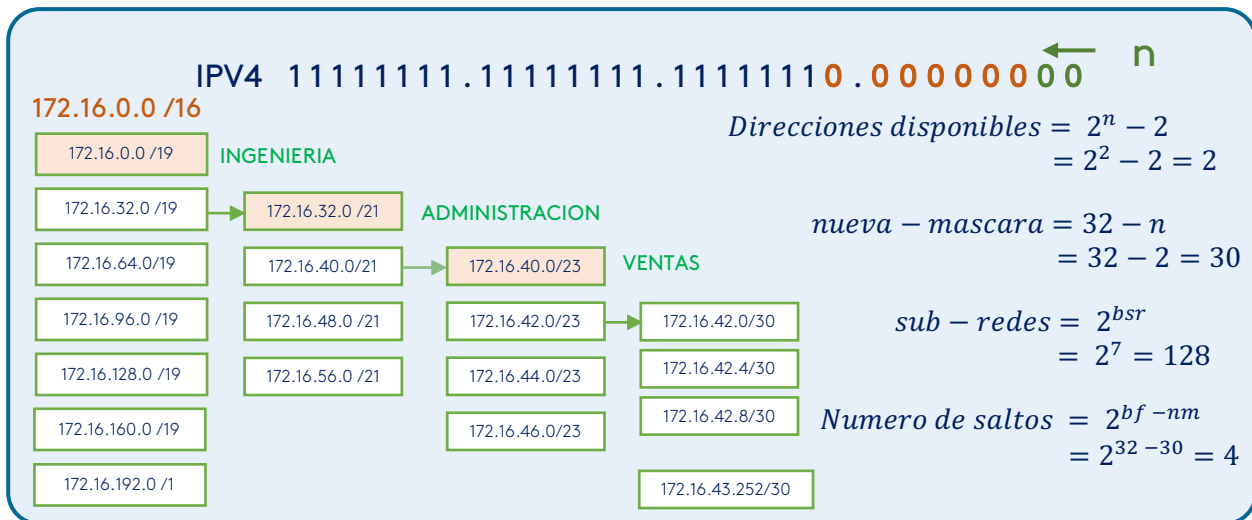 IPV4 11111111.11111111.11111110.00000000
n
172.16.0.0 /16
172.16.0.0 /19
INGENIERIA
172.16.32.0 /19
172.16.32.0 /21
ADMINISTRACION
172.16.64.0/19
172.16.40.0/21
172.16.40.0/23
VENTAS
172.16.96.0 /19
172.16.48.0 /21
172.16.42.0/23
172.16.42.0/30
172.16.128.0 /19
172.16.56.0 /21
172.16.44.0/23
172.16.42.4/30
172.16.160.0 /19
172.16.46.0/23
172.16.42.8/30
172.16.192.0 /1
172.16.43.252/30
Direcciones disponibles = 2^n − 2
= 2^2 − 2 = 2
nueva − mascara = 32 − n
= 32 − 2 = 30
sub − redes = 2^bsr
= 2^7 = 128
Numero de saltos = 2^bf −nm
= 2^32 −30 = 4